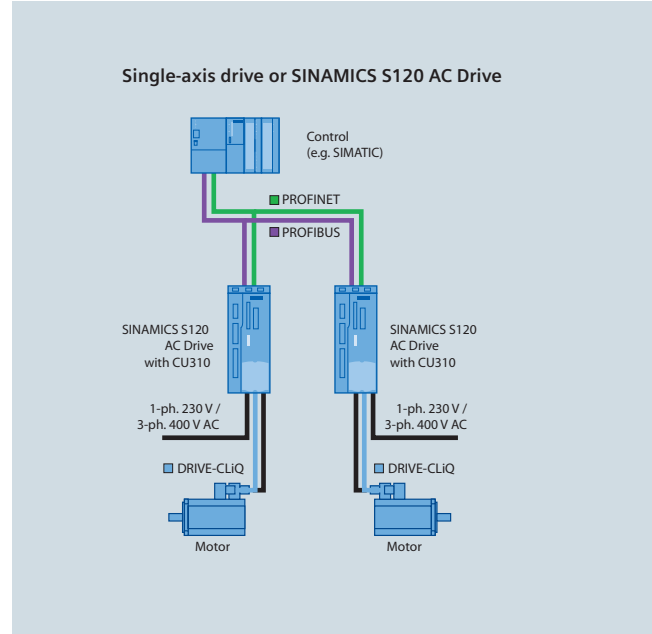 Single-axis drive or SINAMICS S120 AC Drive
Control
(e.g. SIMATIC)
PROFINET
PROFIBUS
SINAMICS S120
AC Drive
with CU310
SINAMICS S120
AC Drive
with CU310
1-ph. 230 V /
3-ph. 400 V AC
1-ph. 230 V /
3-ph. 400 V AC
DRIVE-CLiQ
DRIVE-CLiQ
Motor
Motor